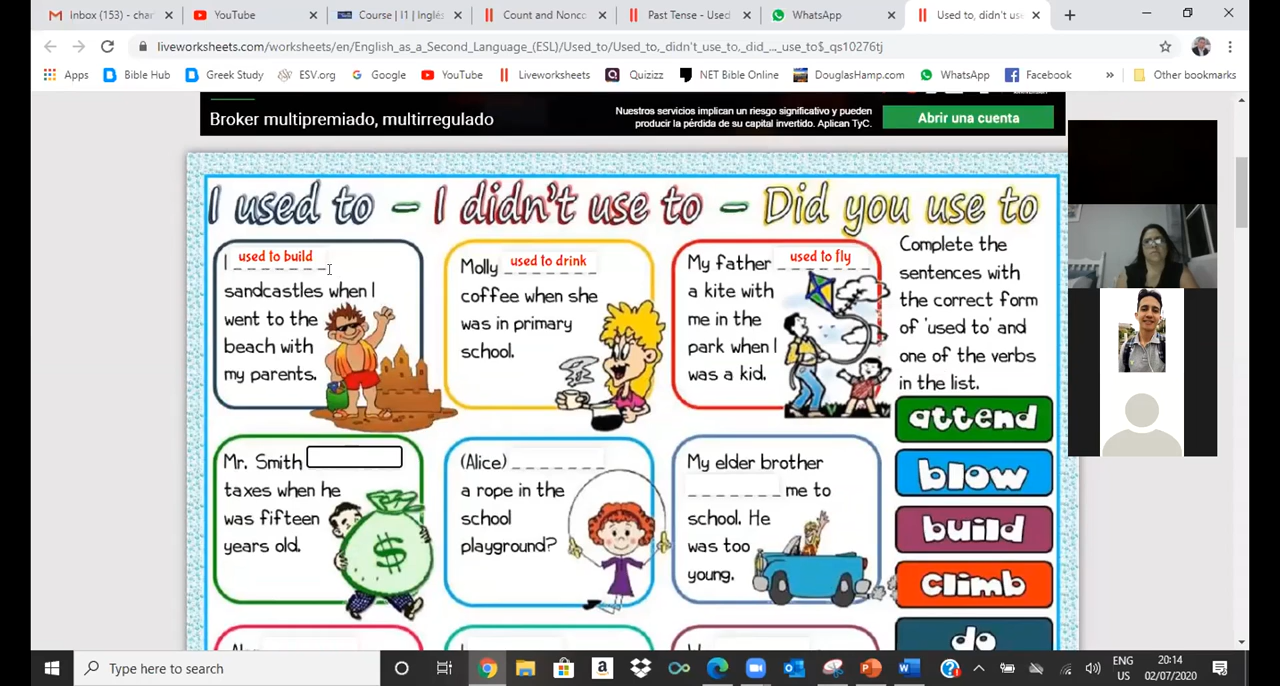 Inbox (153) - char
YouTube
Course | I1 | Inglés
Count and Nonco
Past Tense - Used
WhatsApp
Used to, didn't use
liveworksheets.com/worksheets/en/English_as_a_Second_Language_(ESL)/Used_to/Used_to,_didn't_use_to,_did_..._use_to$_qs10276tj
Apps
Bible Hub
Greek Study
ESV.org
Google
YouTube
Liveworksheets
Quizizz
NET Bible Online
DouglasHamp.com
WhatsApp
Facebook
»
Other bookmarks
Broker multipremiado, multirregulado
Nuestros servicios implican un riesgo significativo y pueden
producir la pérdida de su capital invertido. Aplican TyC.
Abrir una cuenta
I used to - I didn't use to - Did you use to
I used to build
sandcastles when I
went to the
beach with
my parents.
Molly used to drink
coffee when she
was in primary
school.
My father used to fly
a kite with
me in the
park when I
was a kid.
Complete the
sentences with
the correct form
of 'used to' and
one of the verbs
in the list.
attend
blow
build
climb
do
Mr. Smith
taxes when he
was fifteen
years old.
$
(Alice) _ _ _ _ _ _ _
a rope in the
school
playground?
My elder brother
_ _ _ _ _ _ _ me to
school. He
was too
young.
Type here to search
ENG
US
20:14
02/07/2020